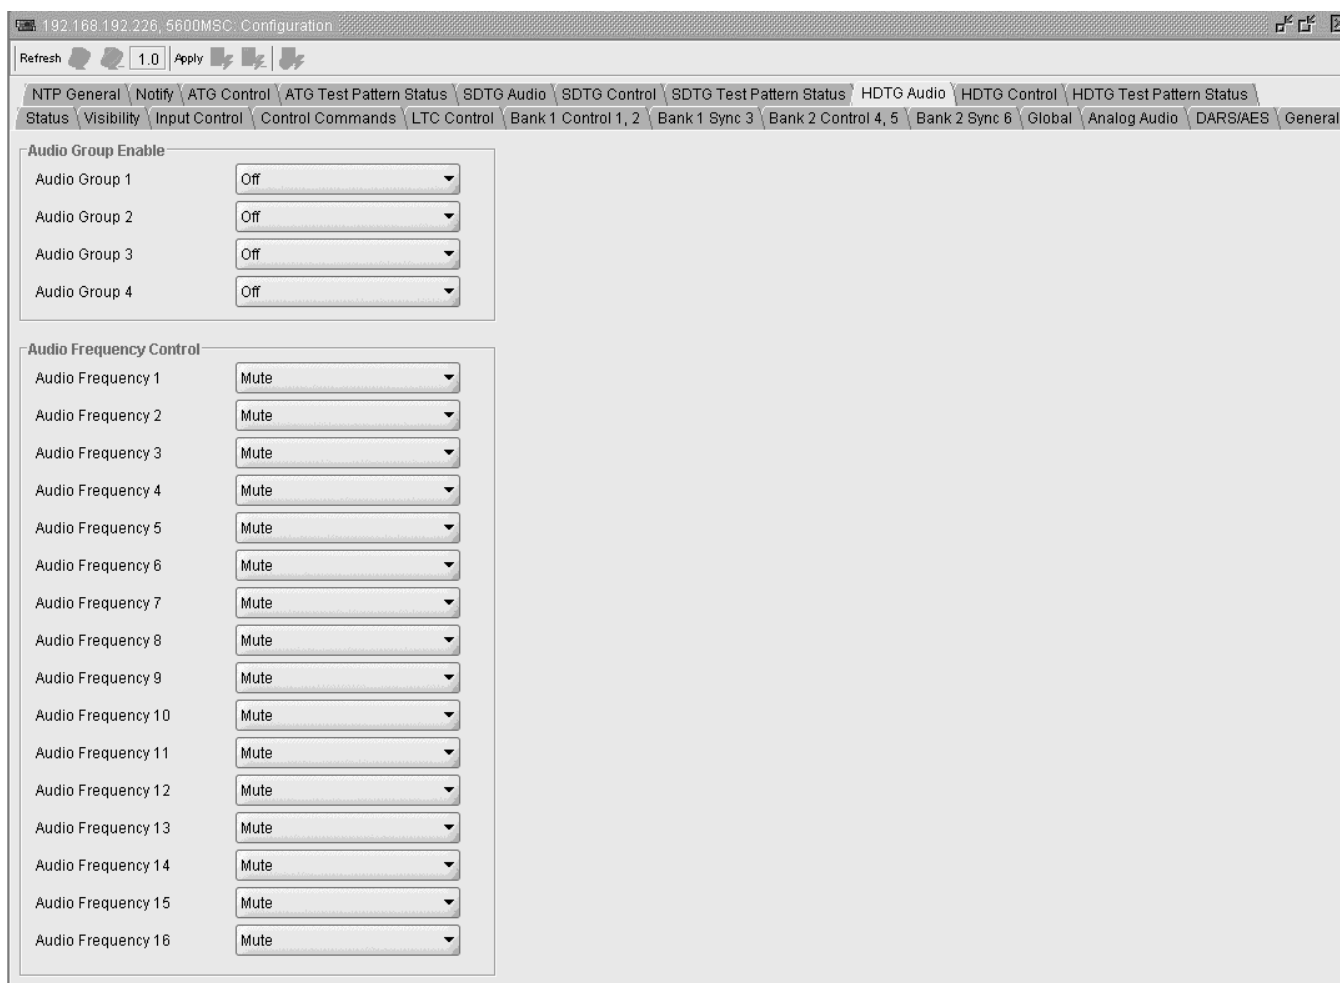 192.168.192.226, 5600MSC: Configuration
Refresh 1.0 Apply
NTP General Notify ATG Control ATG Test Pattern Status SDTG Audio SDTG Control SDTG Test Pattern Status HDTG Audio HDTG Control HDTG Test Pattern Status
Status Visibility Input Control Control Commands LTC Control Bank 1 Control 1, 2 Bank 1 Sync 3 Bank 2 Control 4, 5 Bank 2 Sync 6 Global Analog Audio DARS/AES General
Audio Group Enable
Audio Group 1 Off
Audio Group 2 Off
Audio Group 3 Off
Audio Group 4 Off
Audio Frequency Control
Audio Frequency 1 Mute
Audio Frequency 2 Mute
Audio Frequency 3 Mute
Audio Frequency 4 Mute
Audio Frequency 5 Mute
Audio Frequency 6 Mute
Audio Frequency 7 Mute
Audio Frequency 8 Mute
Audio Frequency 9 Mute
Audio Frequency 10 Mute
Audio Frequency 11 Mute
Audio Frequency 12 Mute
Audio Frequency 13 Mute
Audio Frequency 14 Mute
Audio Frequency 15 Mute
Audio Frequency 16 Mute